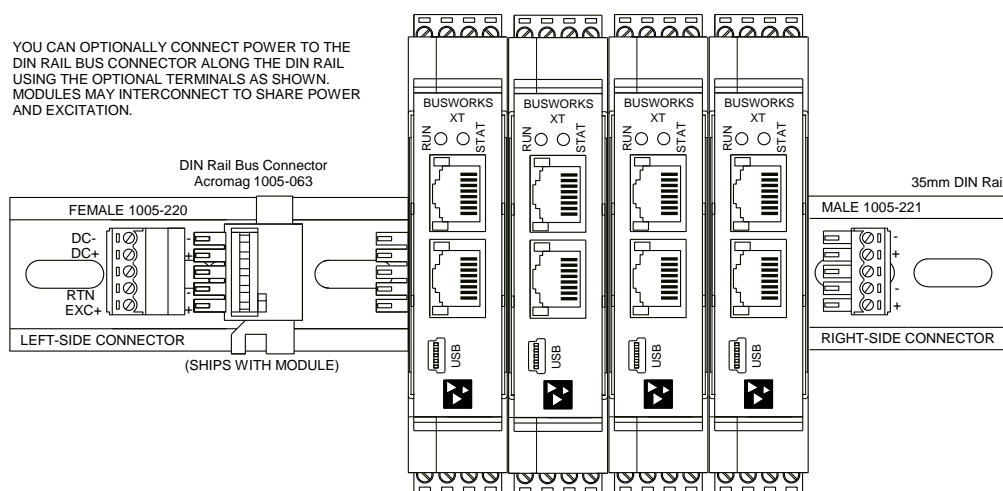 YOU CAN OPTIONALLY CONNECT POWER TO THE
DIN RAIL BUS CONNECTOR ALONG THE DIN RAIL
USING THE OPTIONAL TERMINALS AS SHOWN.
MODULES MAY INTERCONNECT TO SHARE POWER
AND EXCITATION.
DIN Rail Bus Connector
Acromag 1005-063
FEMALE 1005-220
DC-
DC+
RTN
EXC+
-
+
-
+
LEFT-SIDE CONNECTOR
(SHIPS WITH MODULE)
BUSWORKS
XT
RUN
STAT
USB
BUSWORKS
XT
RUN
STAT
USB
BUSWORKS
XT
RUN
STAT
USB
BUSWORKS
XT
RUN
STAT
USB
35mm DIN Rai
MALE 1005-221
-
+
-
+
RIGHT-SIDE CONNECTOR